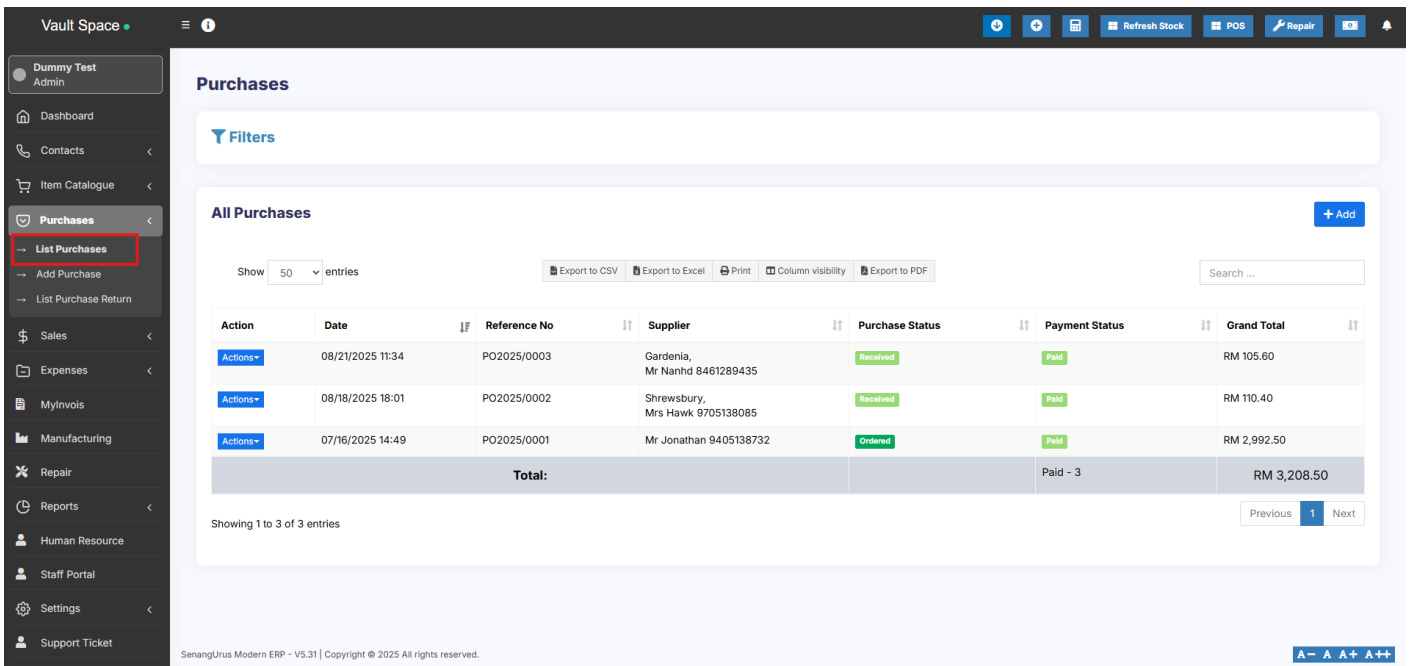 Vault Space
Refresh Stock
POS
Repair
Dummy Test
Admin
Dashboard
Contacts
Item Catalogue
Purchases
→ List Purchases
→ Add Purchase
→ List Purchase Return
Sales
Expenses
MyInvois
Manufacturing
Repair
Reports
Human Resource
Staff Portal
Settings
Support Ticket
Purchases
Filters
All Purchases
+ Add
Show 50 entries
Export to CSV Export to Excel Print Column visibility Export to PDF
Search ...
Action Date Reference No Supplier Purchase Status Payment Status Grand Total
Actions 08/21/2025 11:34 PO2025/0003 Gardenia, Received Paid RM 105.60
Mr Nanhd 8461289435
Actions 08/18/2025 18:01 PO2025/0002 Shrewsbury, Received Paid RM 110.40
Mrs Hawk 9705138085
Actions 07/16/2025 14:49 PO2025/0001 Mr Jonathan 9405138732 Ordered Paid RM 2,992.50
Total: Paid - 3 RM 3,208.50
Showing 1 to 3 of 3 entries
Previous 1 Next
SenangUrus Modern ERP - V5.31 | Copyright © 2025 All rights reserved.
A- A A+ A++